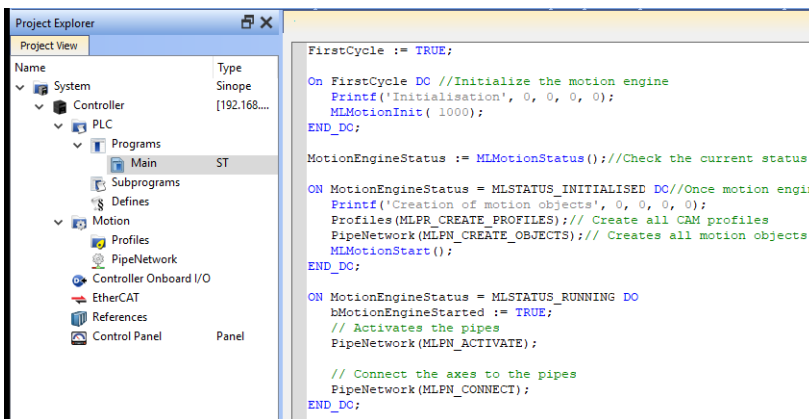 Project Explorer
Project View
Name Type
System Sinope
Controller [192.168....
PLC
Programs
Main ST
Subprograms
Defines
Motion
Profiles
PipeNetwork
Controller Onboard I/O
EtherCAT
References
Control Panel Panel
FirstCycle := TRUE;
On FirstCycle DO //Initialize the motion engine
Printf('Initialisation', 0, 0, 0, 0);
MLMotionInit( 1000);
END_DO;
MotionEngineStatus := MLMotionStatus();//Check the current status
ON MotionEngineStatus = MLSTATUS_INITIALISED DO//Once motion engi
Printf('Creation of motion objects', 0, 0, 0, 0);
Profiles(MLPR_CREATE_PROFILES);// Create all CAM profiles
PipeNetwork(MLPN_CREATE_OBJECTS);// Creates all motion objects
MLMotionStart();
END_DO;
ON MotionEngineStatus = MLSTATUS_RUNNING DO
bMotionEngineStarted := TRUE;
// Activates the pipes
PipeNetwork(MLPN_ACTIVATE);
// Connect the axes to the pipes
PipeNetwork(MLPN_CONNECT);
END_DO;